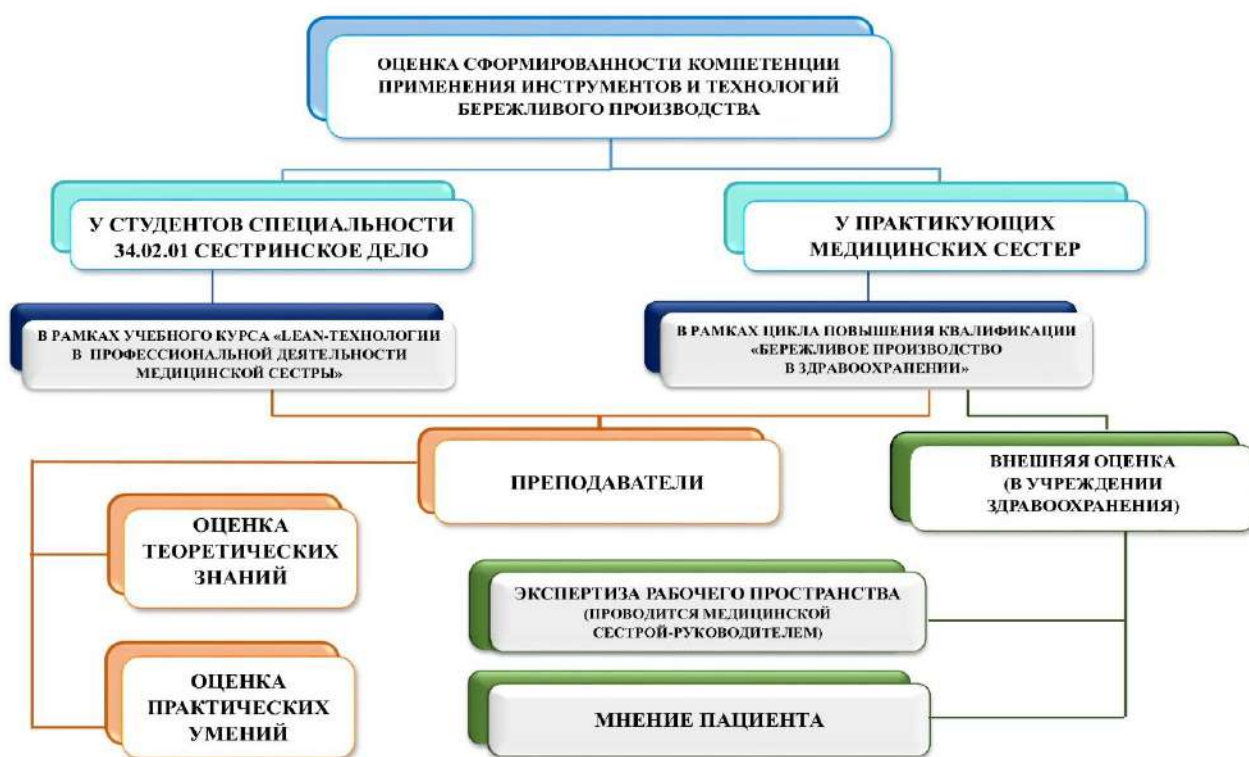 ОЦЕНКА СФОРМИРОВАННОСТИ КОМПЕТЕНЦИИ
ПРИМЕНЕНИЯ ИНСТРУМЕНТОВ И ТЕХНОЛОГИЙ
БЕРЕЖЛИВОГО ПРОИЗВОДСТВА
У СТУДЕНТОВ СПЕЦИАЛЬНОСТИ
34.02.01 СЕСТРИНСКОЕ ДЕЛО
У ПРАКТИКУЮЩИХ
МЕДИЦИНСКИХ СЕСТЕР
В РАМКАХ УЧЕБНОГО КУРСА «LEAN-ТЕХНОЛОГИИ
В ПРОФЕССИОНАЛЬНОЙ ДЕЯТЕЛЬНОСТИ
МЕДИЦИНСКОЙ СЕСТРЫ»
В РАМКАХ ЦИКЛА ПОВЫШЕНИЯ КВАЛИФИКАЦИИ
«БЕРЕЖЛИВОЕ ПРОИЗВОДСТВО
В ЗДРАВООХРАНЕНИИ»
ПРЕПОДАВАТЕЛИ
ВНЕШНЯЯ ОЦЕНКА
(В УЧРЕЖДЕНИИ
ЗДРАВООХРАНЕНИЯ)
ОЦЕНКА
ТЕОРЕТИЧЕСКИХ
ЗНАНИЙ
ЭКСПЕРТИЗА РАБОЧЕГО ПРОСТРАНСТВА
(ПРОВОДИТСЯ МЕДИЦИНСКОЙ
СЕСТРОЙ-РУКОВОДИТЕЛЕМ)
ОЦЕНКА
ПРАКТИЧЕСКИХ
УМЕНИЙ
МНЕНИЕ ПАЦИЕНТА